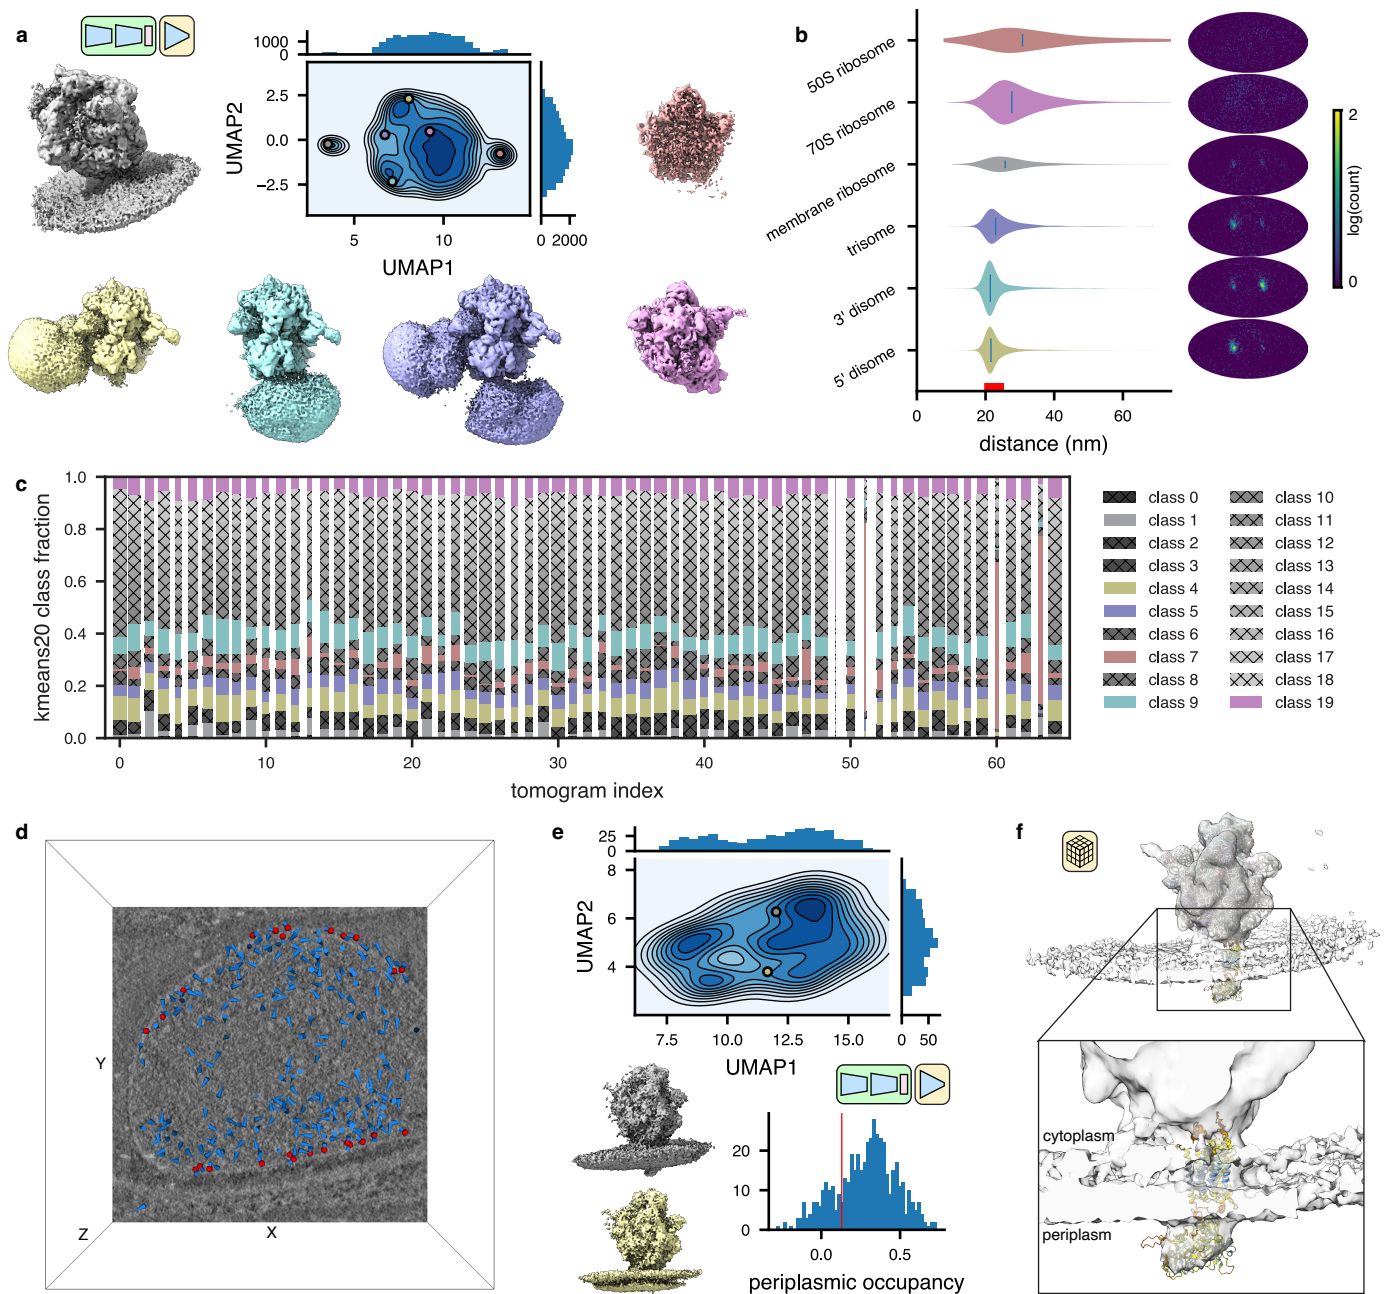 a
1000
0
2.5
0.0
−2.5
UMAP2
5
10
UMAP1
0 2000
b
50S ribosome
70S ribosome
membrane ribosome
trisome
3' disome
5' disome
0
20
40
60
distance (nm)
2
0
log(count)
c
1.0
0.8
0.6
0.4
0.2
0.0
kmeans20 class fraction
0
10
20
30
40
50
60
tomogram index
class 0
class 1
class 2
class 3
class 4
class 5
class 6
class 7
class 8
class 9
class 10
class 11
class 12
class 13
class 14
class 15
class 16
class 17
class 18
class 19
d
Y
Z
X
e
25
0
8
6
4
UMAP2
7.5
10.0
12.5
15.0
UMAP1
0 50
20
10
0
0.0
0.5
periplasmic occupancy
f
cytoplasm
periplasm